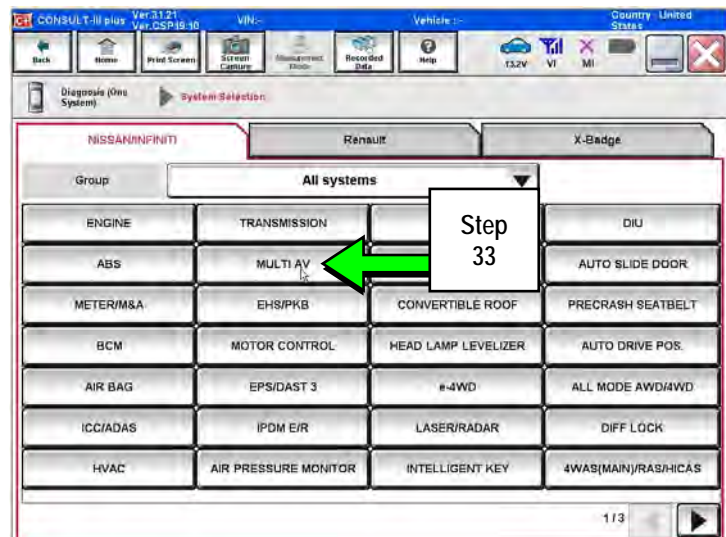 CONSULT-III plus Ver.31.21
Ver.CSP19.10
VIN:-
Vehicle : -
Country : United
States
Back
Home
Print Screen
Screen
Capture
Measurement
Mode
Recorded
Data
Help
13.2V
VI
MI
Diagnosis (One
System)
System Selection
NISSAN/INFINITI
Renault
X-Badge
Group
All systems
ENGINE
TRANSMISSION
DIU
Step
33
ABS
MULTI AV
AUTO SLIDE DOOR
METER/M&A
EHS/PKB
CONVERTIBLE ROOF
PRECRASH SEATBELT
BCM
MOTOR CONTROL
HEAD LAMP LEVELIZER
AUTO DRIVE POS.
AIR BAG
EPS/DAST 3
e-4WD
ALL MODE AWD/4WD
ICC/ADAS
IPDM E/R
LASER/RADAR
DIFF LOCK
HVAC
AIR PRESSURE MONITOR
INTELLIGENT KEY
4WAS(MAIN)/RAS/HICAS
1/3